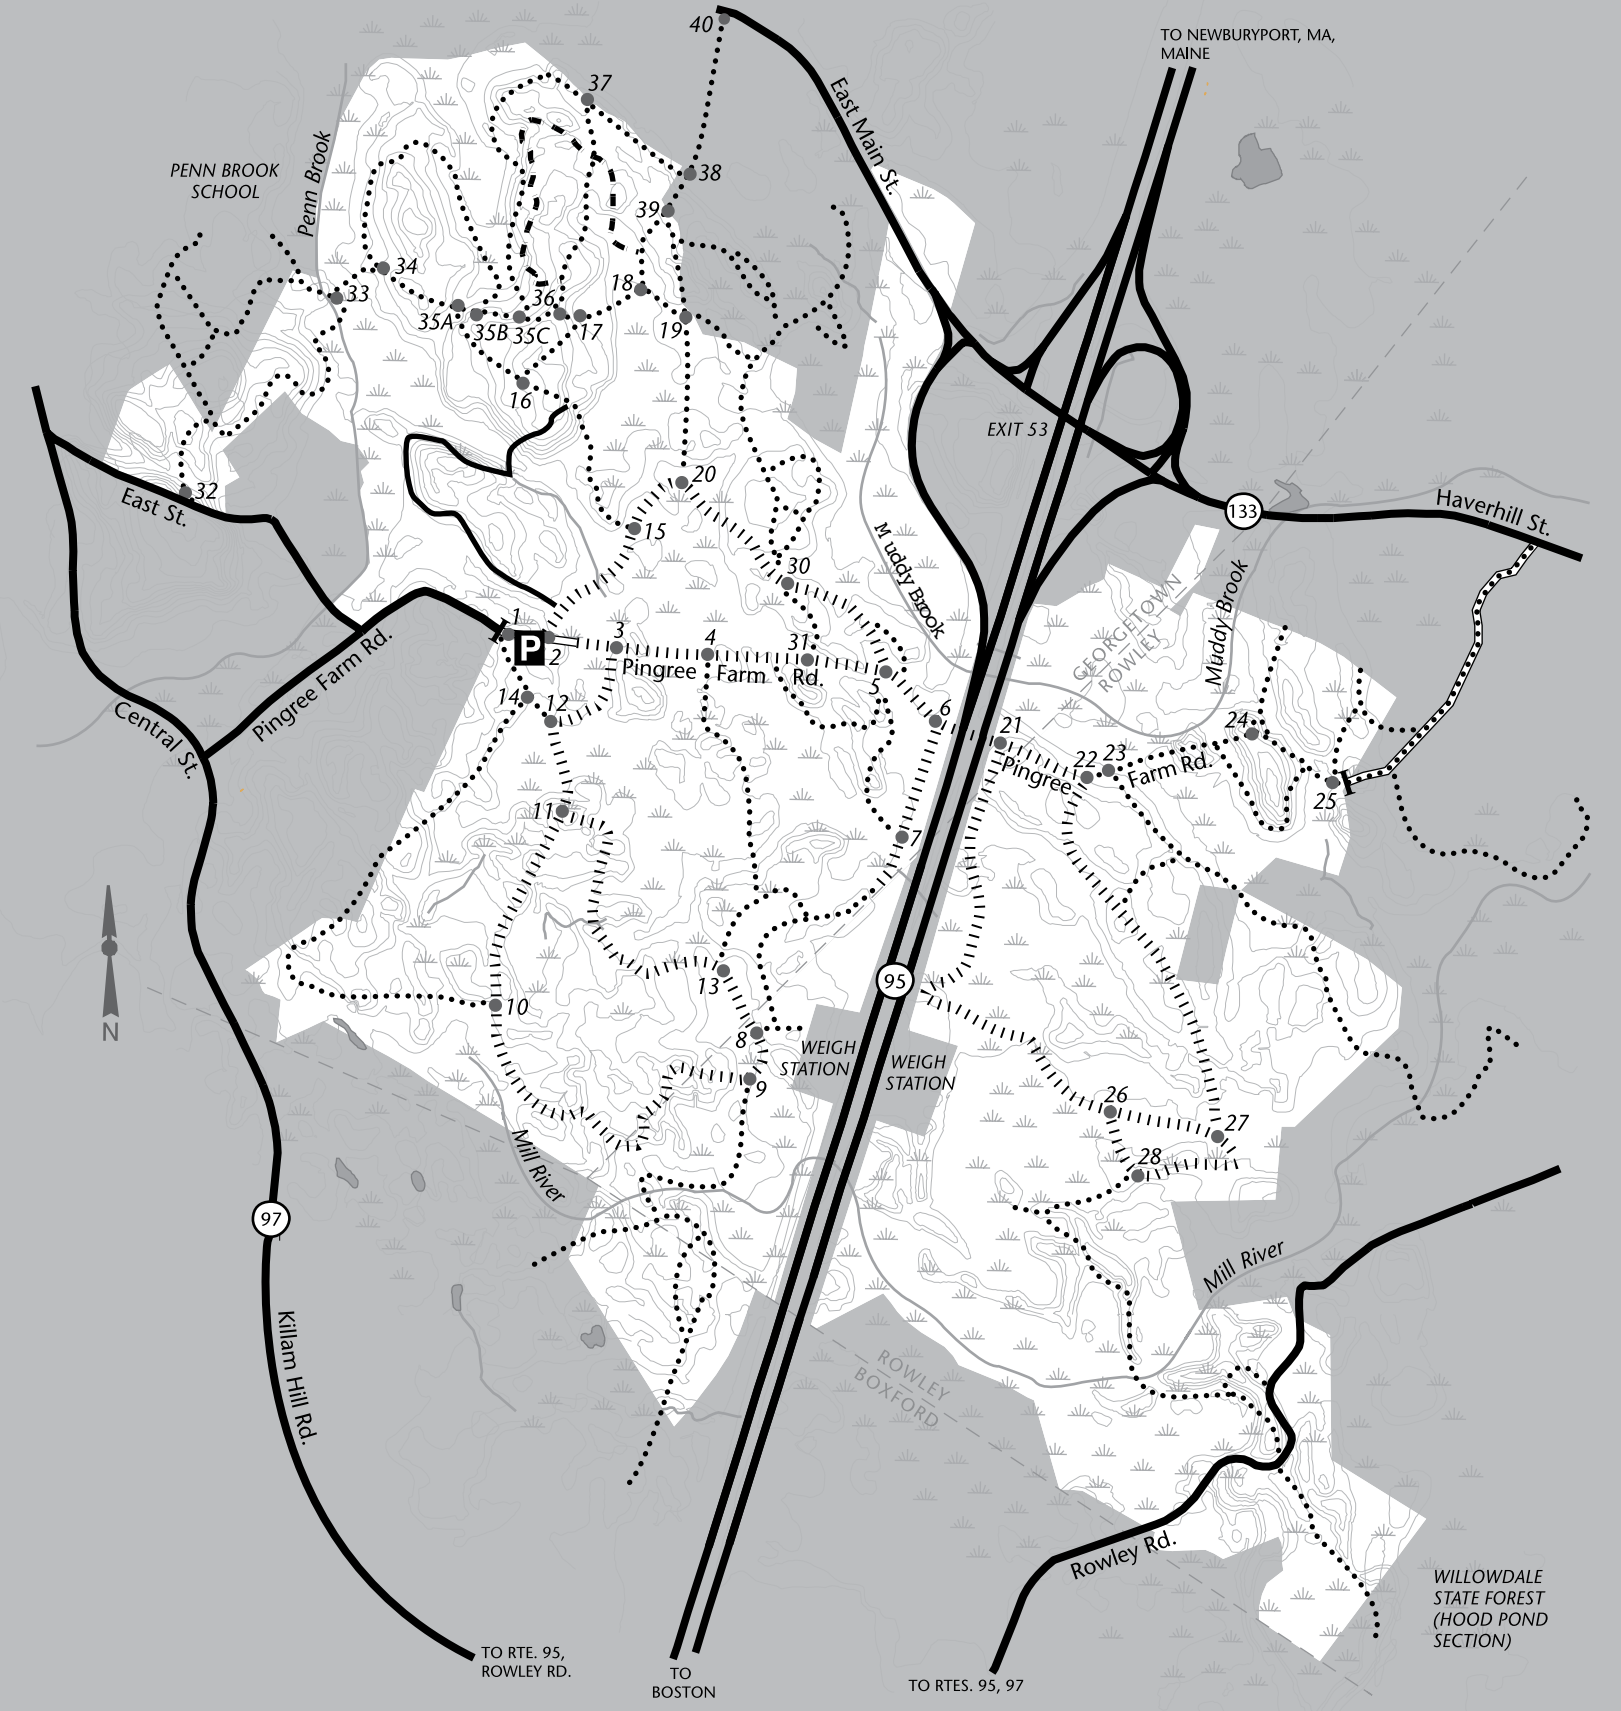 40
TO NEWBURYPORT, MA,
MAINE
37
East Main St.
Penn Brook
PENN BROOK
SCHOOL
38
39
34
33
18
36
35A
35B
35C
17
19
16
EXIT 53
20
32
East St.
133
Haverhill St.
15
Muddy Brook
30
GEORGETOWN
ROWLEY
Muddy Brook
1
P
2
3
4
31
Pingree Farm Rd.
5
Pingree Farm Rd.
14
12
6
21
24
Central St.
22
23
Pingree Farm Rd.
25
11
7
13
95
10
N
8
WEIGH
STATION
WEIGH
STATION
9
26
27
28
Mill River
97
Mill River
Killam Hill Rd.
ROWLEY
BOXFORD
Rowley Rd.
WILLOWDALE
STATE FOREST
(HOOD POND
SECTION)
TO RTE. 95,
ROWLEY RD.
TO
BOSTON
TO RTES. 95, 97